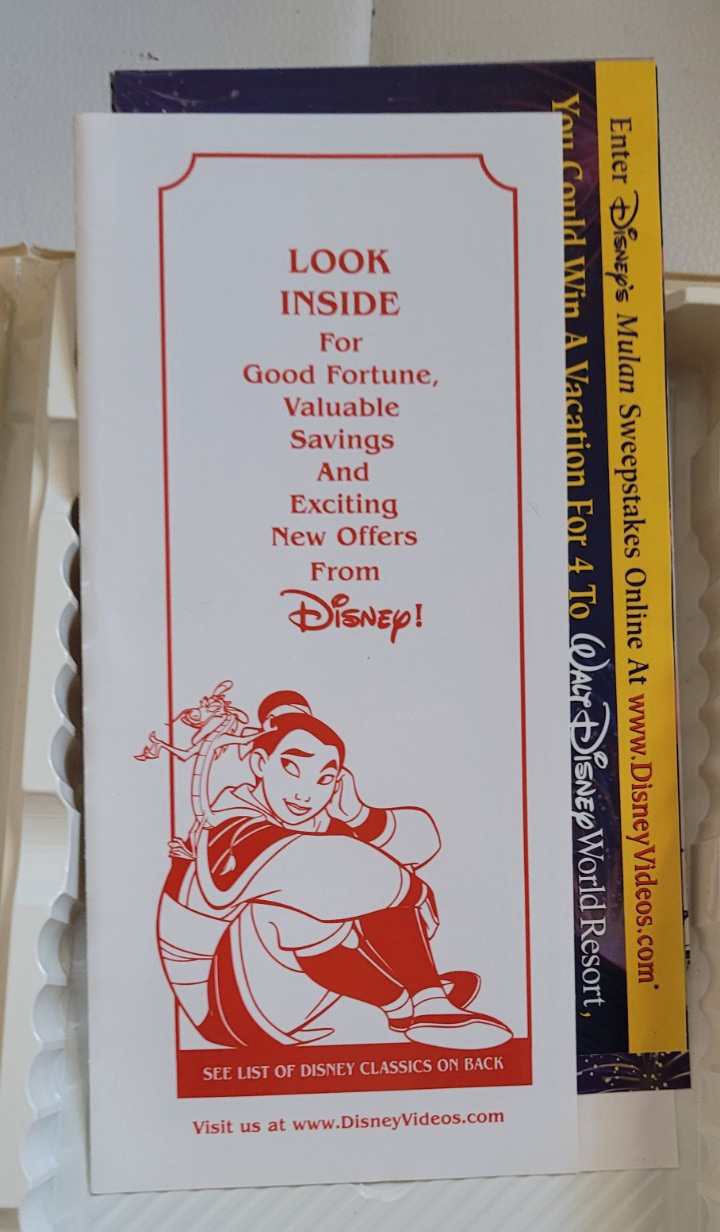 LOOK
INSIDE
For
Good Fortune,
Valuable
Savings
And
Exciting
New Offers
From
Disney!
SEE LIST OF DISNEY CLASSICS ON BACK
Visit us at www.DisneyVideos.com
Enter Disney's Mulan Sweepstakes Online At www.DisneyVideos.com*
You Could Win A Vacation For 4 To Walt Disney World Resort,